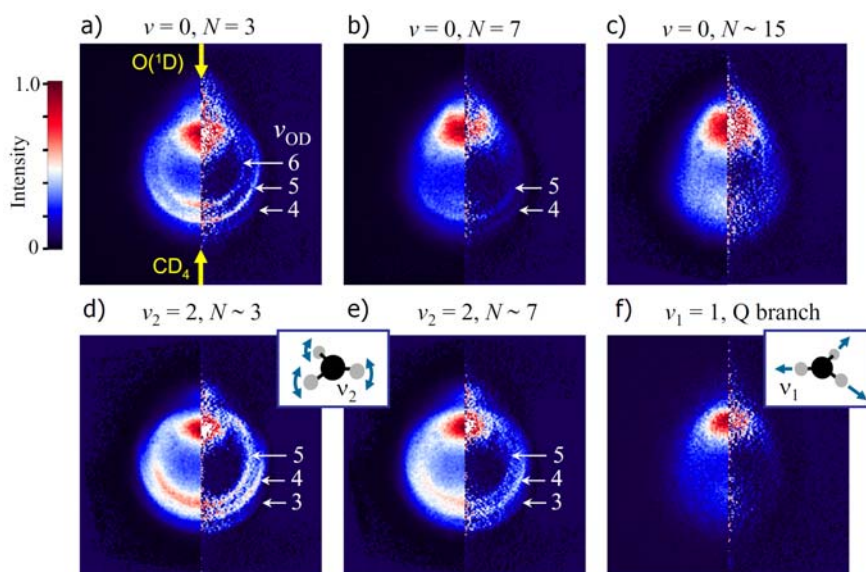 a) v = 0, N = 3
b) v = 0, N = 7
c) v = 0, N ~ 15
1.0
Intensity
0
O(¹D)
CD₄
v_OD
6
5
4
5
4
d) v₂ = 2, N ~ 3
e) v₂ = 2, N ~ 7
f) v₁ = 1, Q branch
ν₂
5
4
3
5
4
3
ν₁